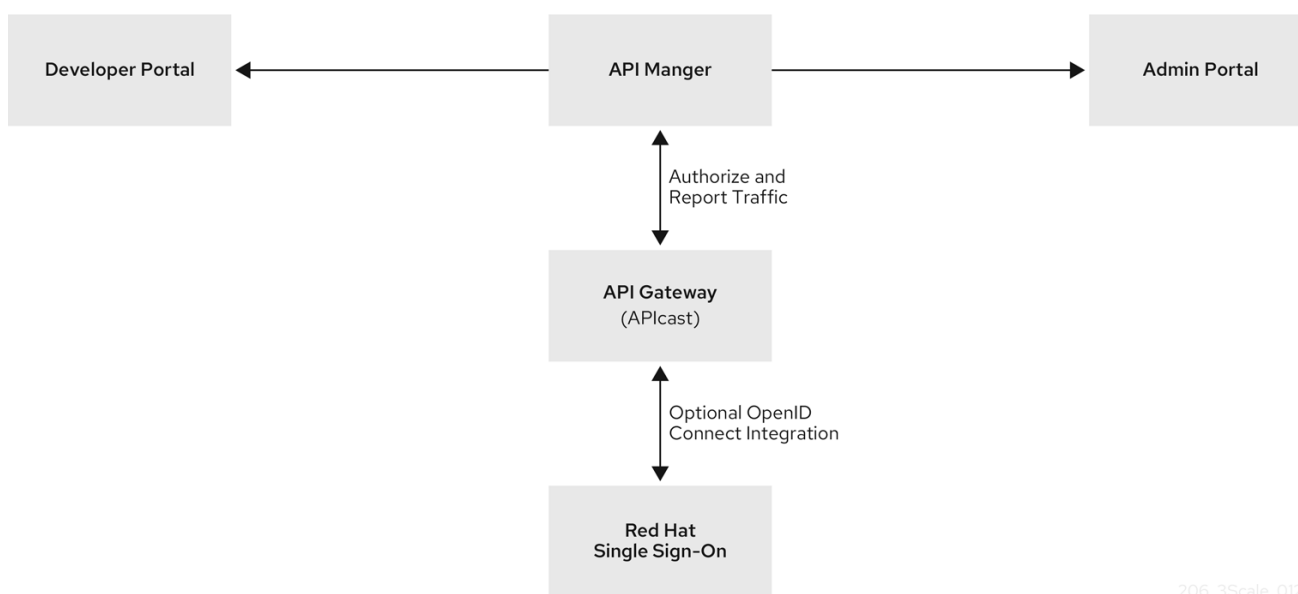 Developer Portal
API Manger
Admin Portal
Authorize and
Report Traffic
API Gateway
(APIcast)
Optional OpenID
Connect Integration
Red Hat
Single Sign-On
206_3Scale_012